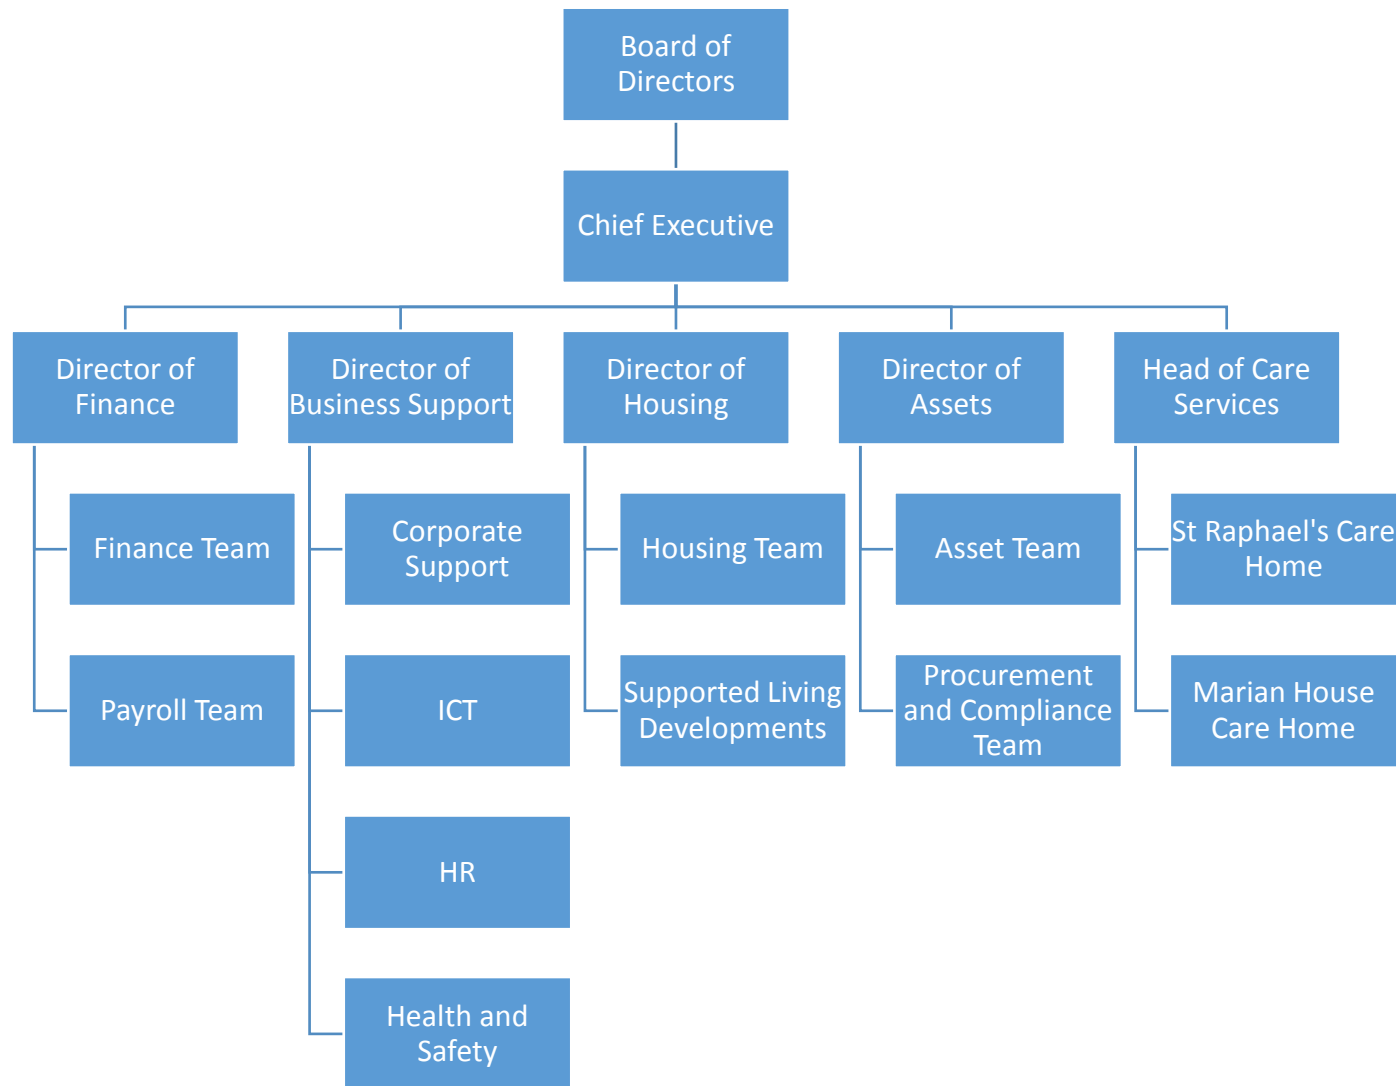 Board of
Directors
Chief Executive
Director of
Finance
Director of
Business Support
Director of
Housing
Director of
Assets
Head of Care
Services
Finance Team
Corporate
Support
Housing Team
Asset Team
St Raphael's Care
Home
Payroll Team
ICT
Supported Living
Developments
Procurement
and Compliance
Team
Marian House
Care Home
HR
Health and
Safety